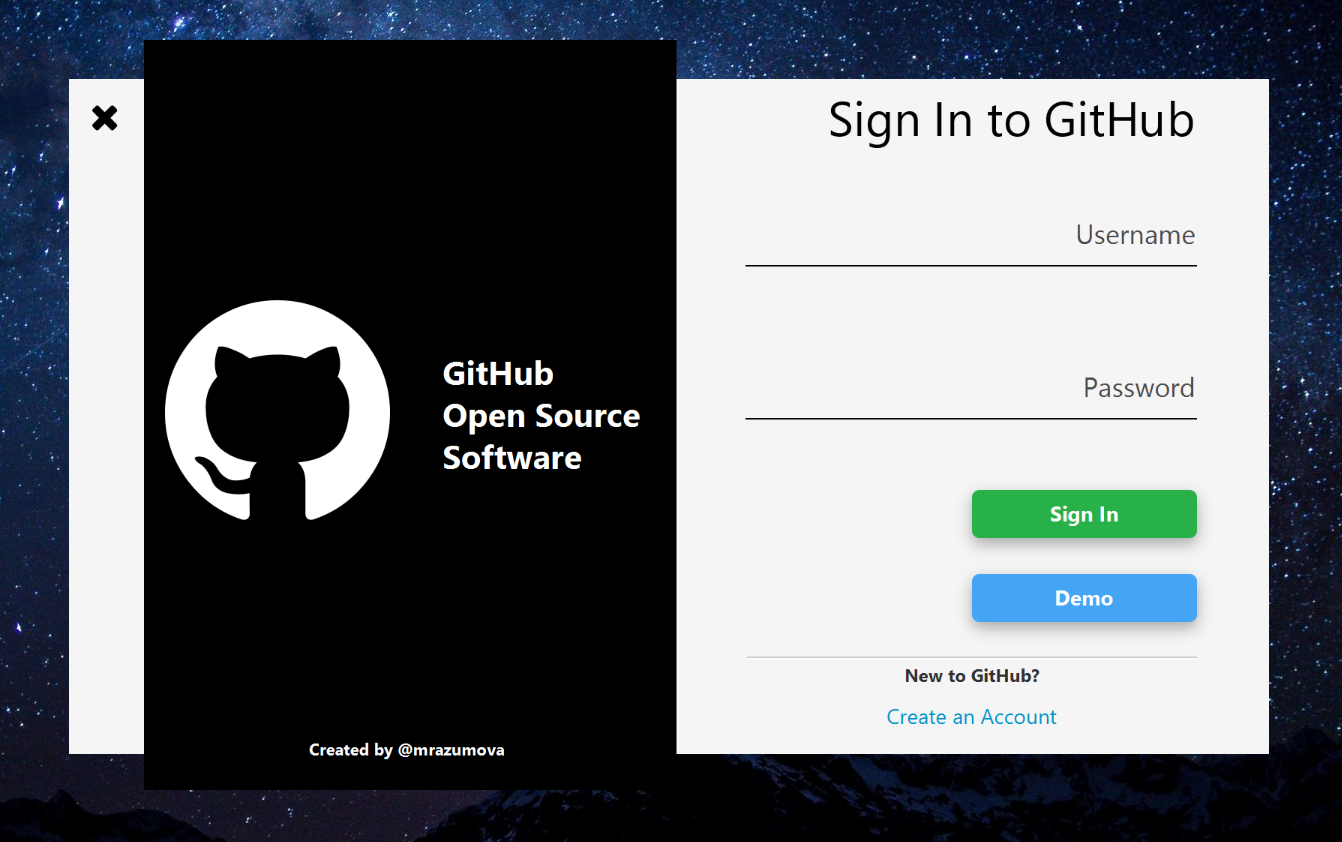 GitHub
Open Source
Software
Created by @mrazumova
Sign In to GitHub
Username
Password
Sign In
Demo
New to GitHub?
Create an Account